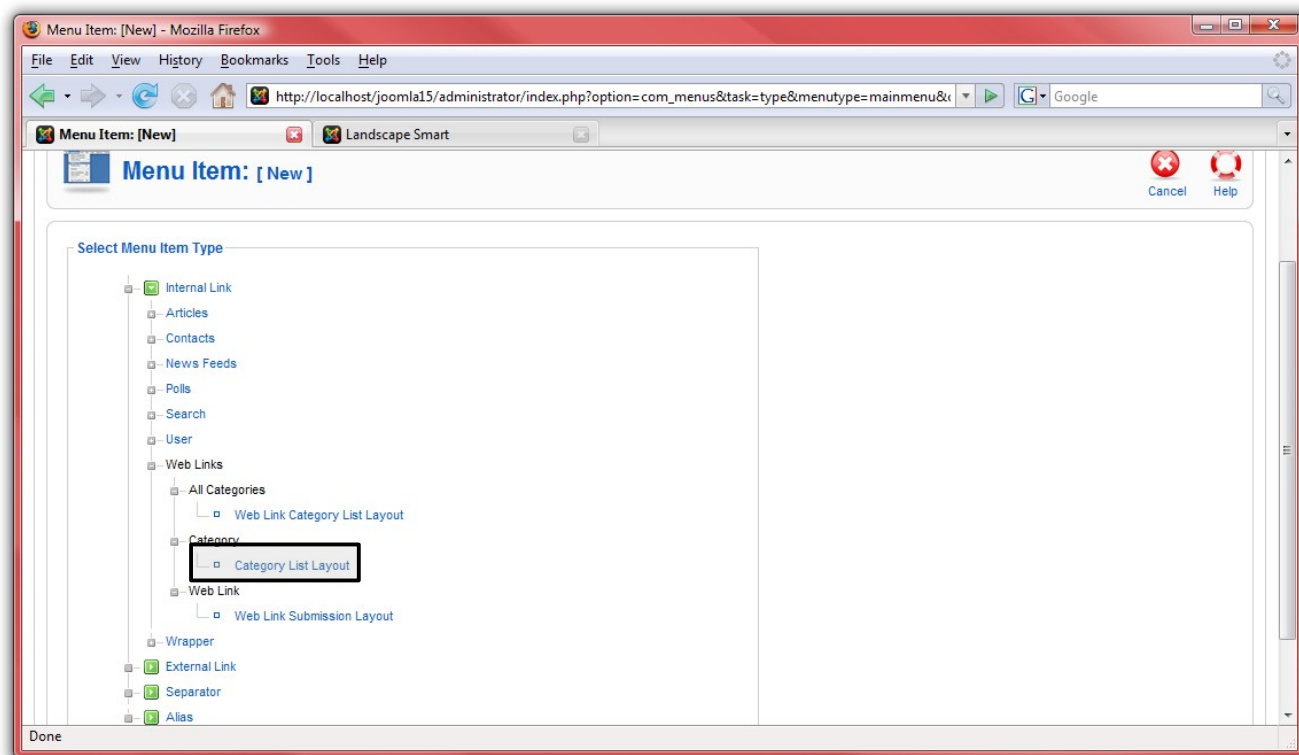 Menu Item: [New] - Mozilla Firefox
File Edit View History Bookmarks Tools Help
http://localhost/joomla15/administrator/index.php?option=com_menus&task=type&menutype=mainmenu& G Google
Menu Item: [New] Landscape Smart
Menu Item: [ New ]
Cancel Help
Select Menu Item Type
Internal Link
Articles
Contacts
News Feeds
Polls
Search
User
Web Links
All Categories
Web Link Category List Layout
Category
Category List Layout
Web Link
Web Link Submission Layout
Wrapper
External Link
Separator
Alias
Done